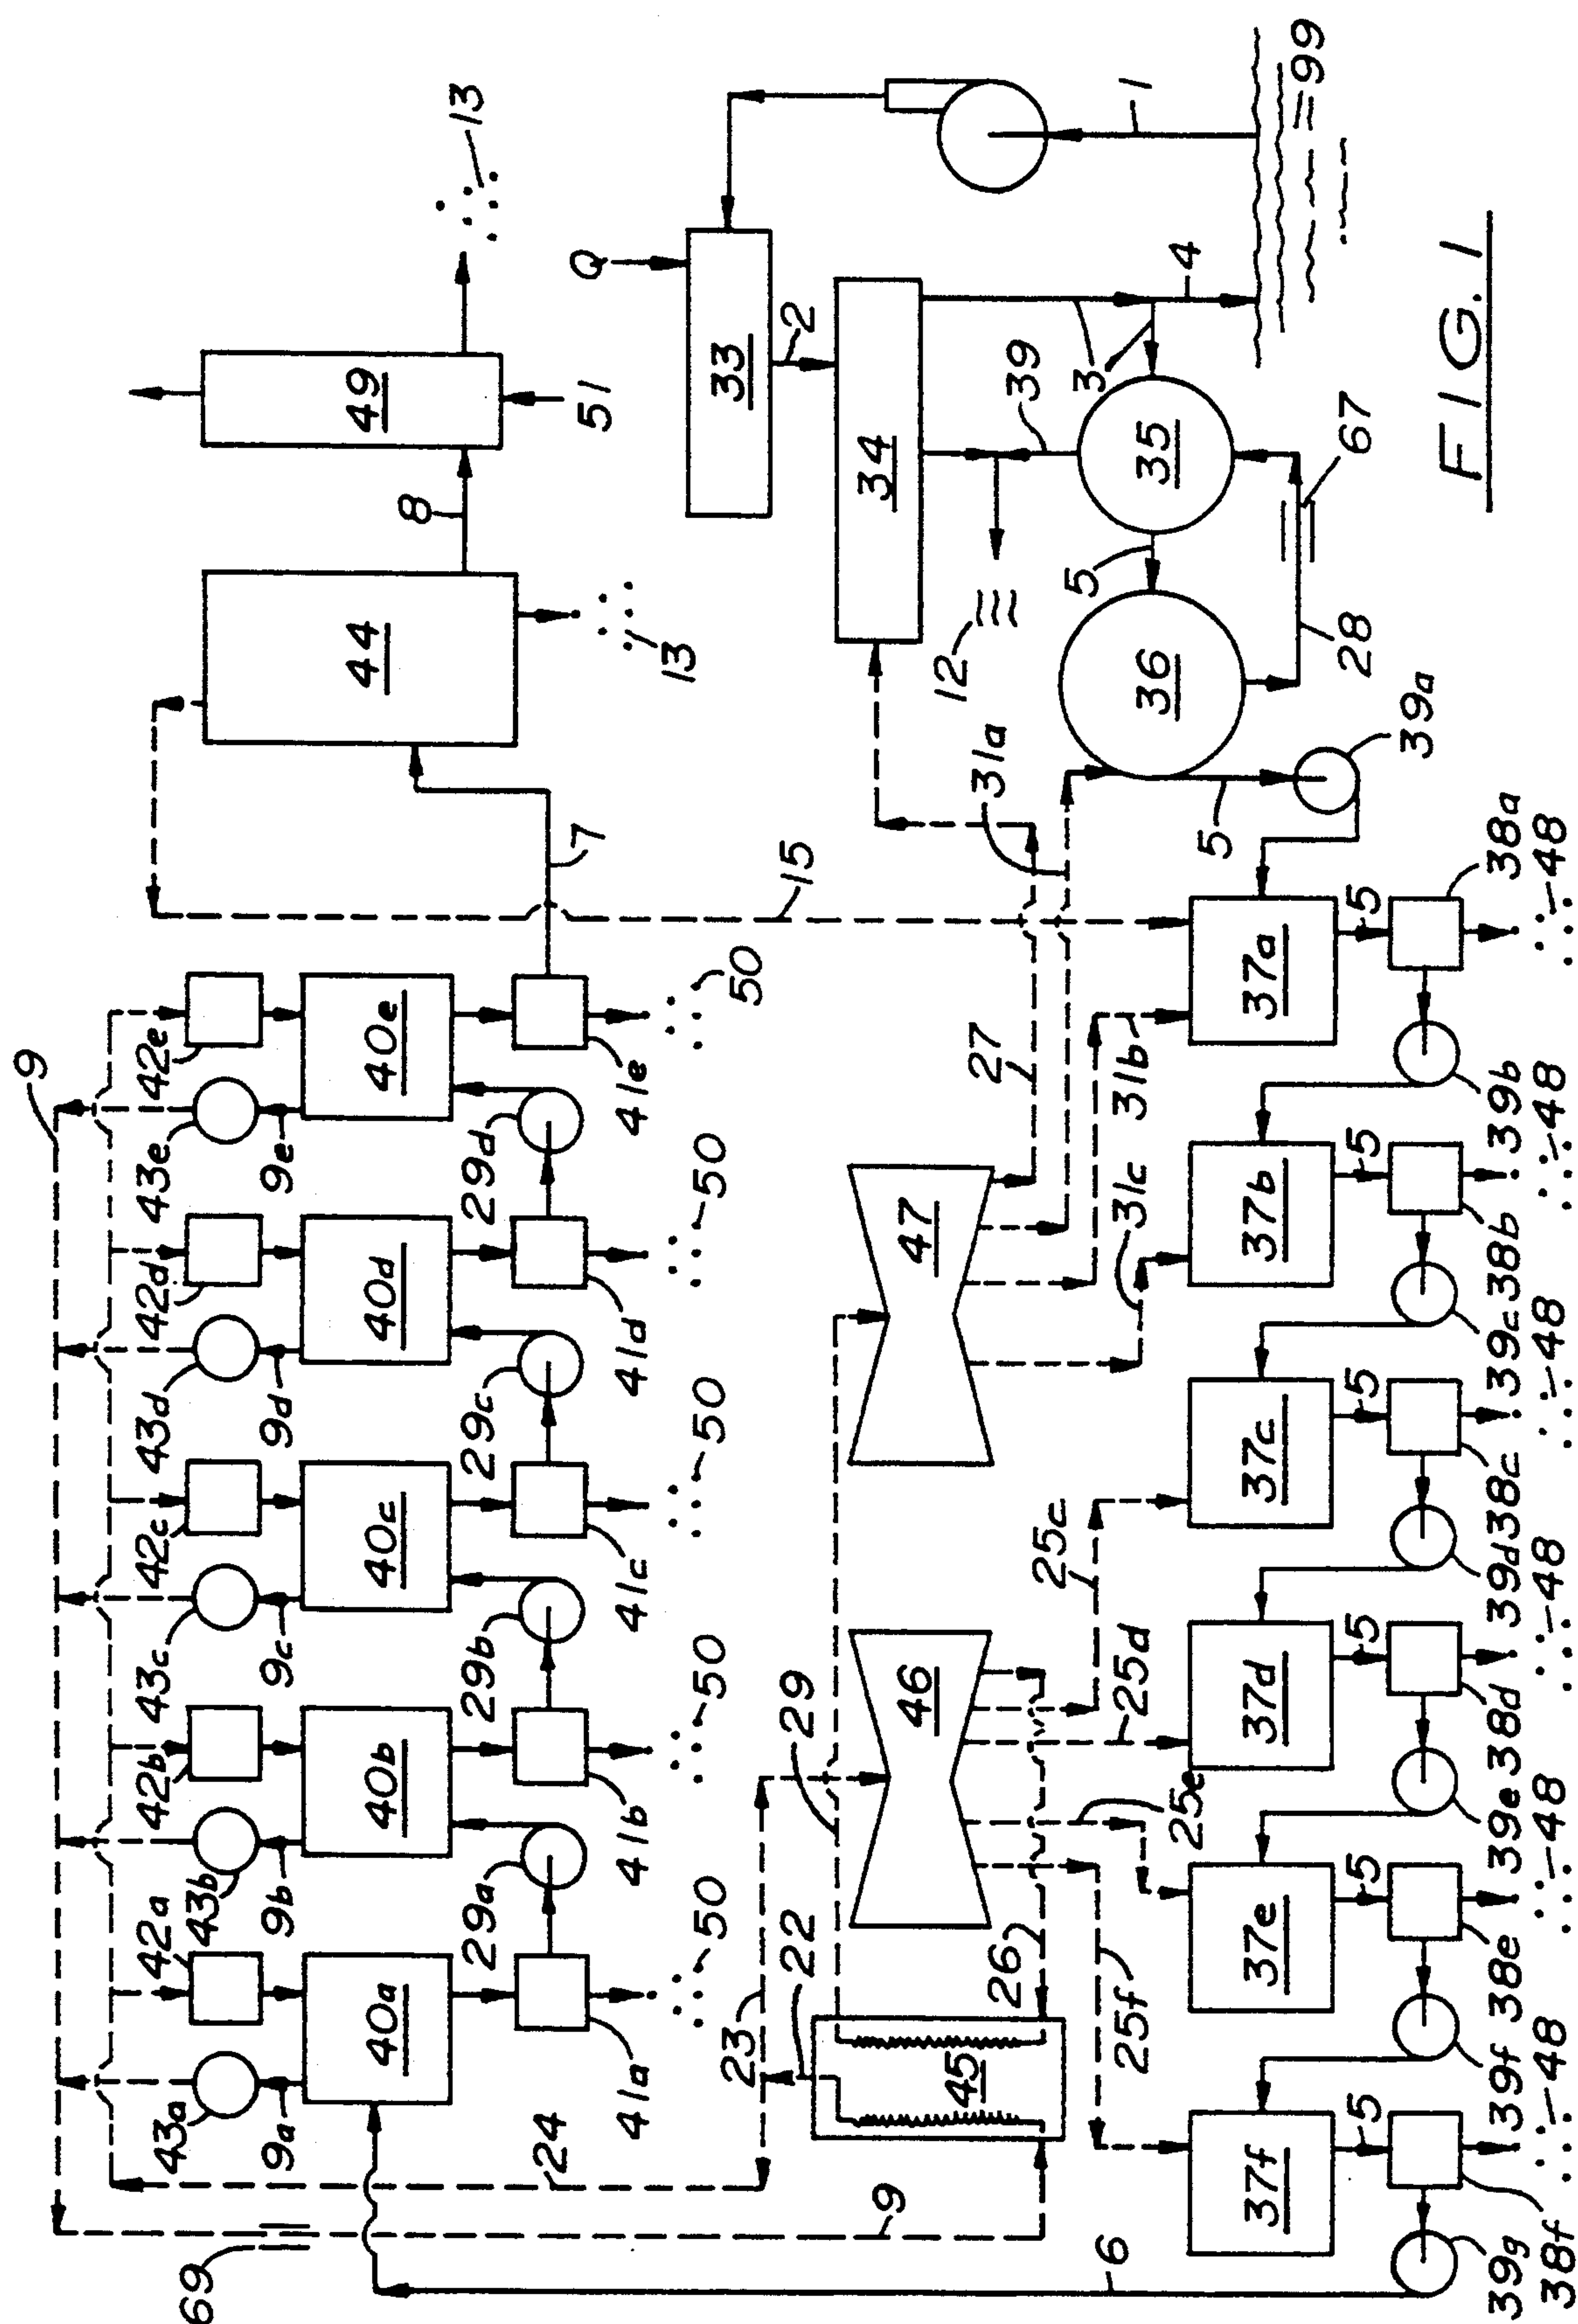 9
69
43a
9a
42a
40a
41a
50
29a
43b
9b
42b
40b
41b
50
29b
43c
9c
42c
40c
41c
50
29c
43d
9d
42d
40d
41d
50
29d
43e
9e
42e
40e
41e
50
7
44
13
8
49
51
13
24
23
22
9
45
26
29
46
25f
25e
25d
25c
47
31c
31b
27
31a
15
Q
33
2
34
3
3
4
39
12
35
5
36
28
67
1
99
6
5
39a
37a
5
38a
48
39b
37b
5
38b
48
39c
37c
5
38c
48
39d
37d
5
38d
48
39e
37e
5
38e
48
39f
37f
5
38f
48
39g
FIG. 1